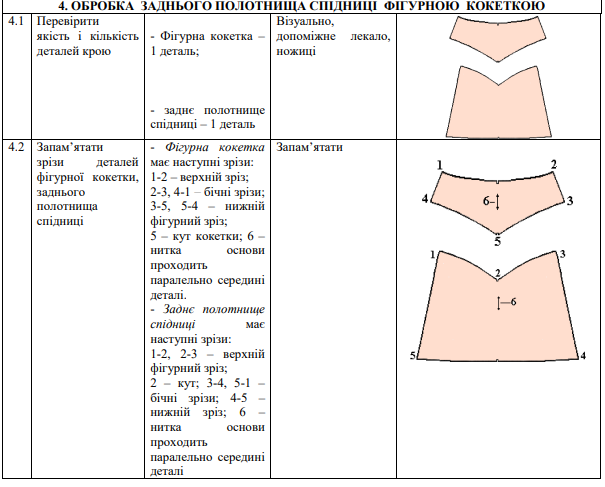 4. ОБРОБКА ЗАДНЬОГО ПОЛОТНИЩА СПІДНИЦІ ФІГУРНОЮ КОКЕТКОЮ
4.1
Перевірити
якість і кількість
деталей крою
- Фігурна кокетка –
1 деталь;
- заднє полотнище
спідниці – 1 деталь
Візуально,
допоміжне лекало,
ножиці
4.2
Запам’ятати
зрізи деталей
фігурної кокетки,
заднього
полотнища
спідниці
- Фігурна кокетка
має наступні зрізи:
1-2 – верхній зріз;
2-3, 4-1 – бічні зрізи;
3-5, 5-4 – нижній
фігурний зріз;
5 – кут кокетки; 6 –
нитка основи
проходить
паралельно середині
деталі.
- Заднє полотнище
спідниці має
наступні зрізи:
1-2, 2-3 – верхній
фігурний зріз;
2 – кут; 3-4, 5-1 –
бічні зрізи; 4-5 –
нижній зріз; 6 –
нитка основи
проходить
паралельно середині
деталі
Запам’ятати
1 2
4 6 3
5
1 3
2
6
5 4